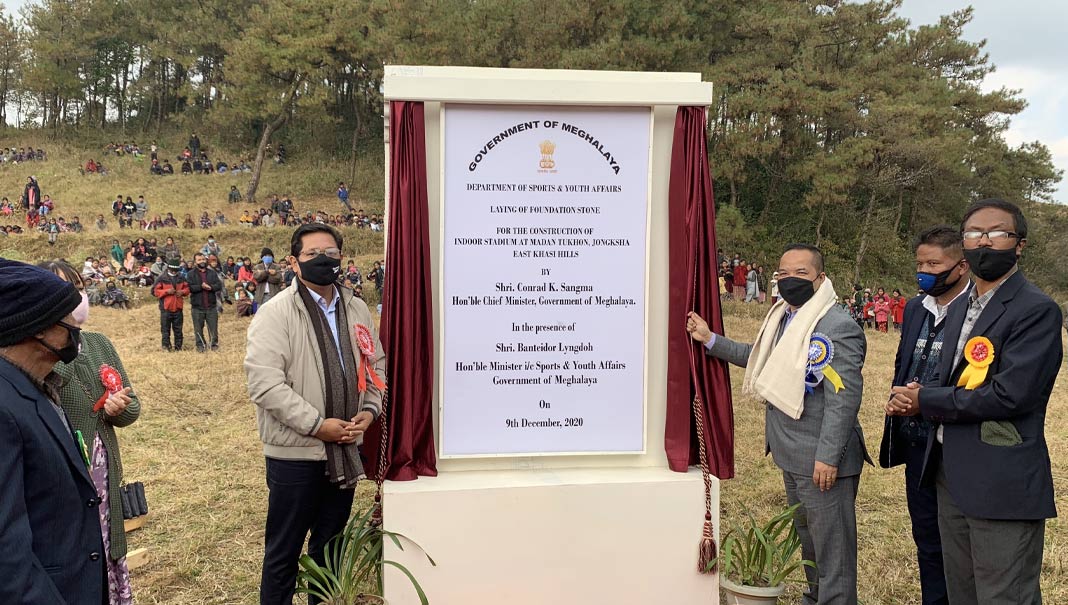 GOVERNMENT OF MEGHALAYA
DEPARTMENT OF SPORTS & YOUTH AFFAIRS
LAYING OF FOUNDATION STONE
FOR THE CONSTRUCTION OF
INDOOR STADIUM AT MADAN TUKHON, JONGKSHA
EAST KHASI HILLS
BY
Shri. Conrad K. Sangma
Hon'ble Chief Minister, Government of Meghalaya.
In the presence of
Shri. Banteidor Lyngdoh
Hon'ble Minister i/c Sports & Youth Affairs
Government of Meghalaya
On
9th December, 2020